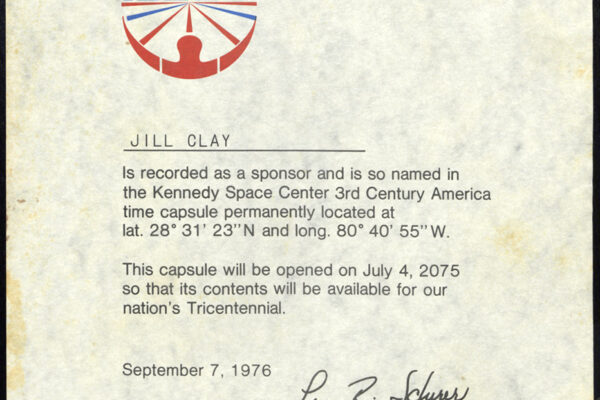 JILL CLAY
Is recorded as a sponsor and is so named in
the Kennedy Space Center 3rd Century America
time capsule permanently located at
lat. 28° 31' 23"N and long. 80° 40' 55"W.
This capsule will be opened on July 4, 2075
so that its contents will be available for our
nation's Tricentennial.
September 7, 1976